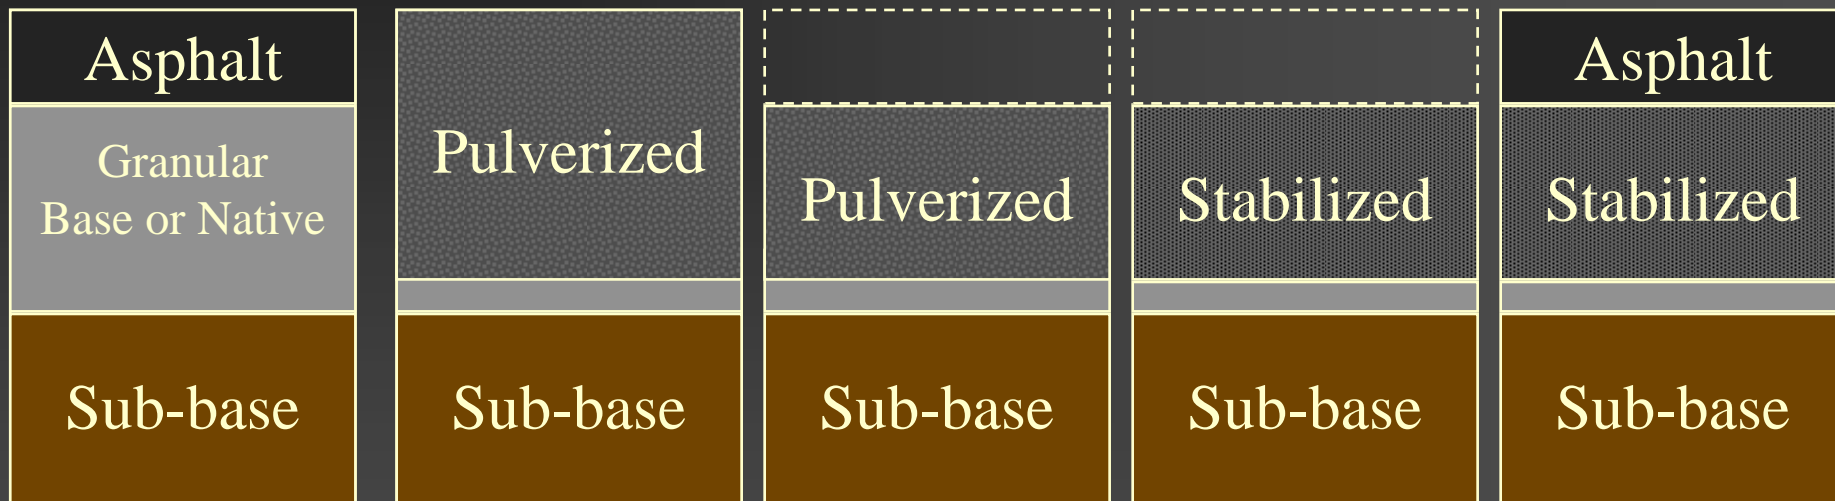 Asphalt
Granular
Base or Native
Sub-base
Pulverized
Sub-base
Pulverized
Sub-base
Stabilized
Sub-base
Asphalt
Stabilized
Sub-base